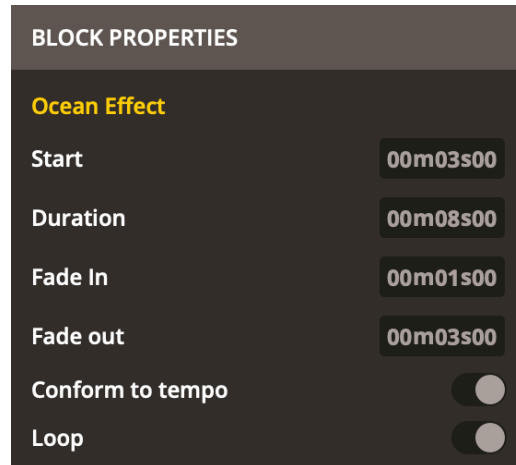 BLOCK PROPERTIES
Ocean Effect
Start 00m03s00
Duration 00m08s00
Fade In 00m01s00
Fade out 00m03s00
Conform to tempo
Loop